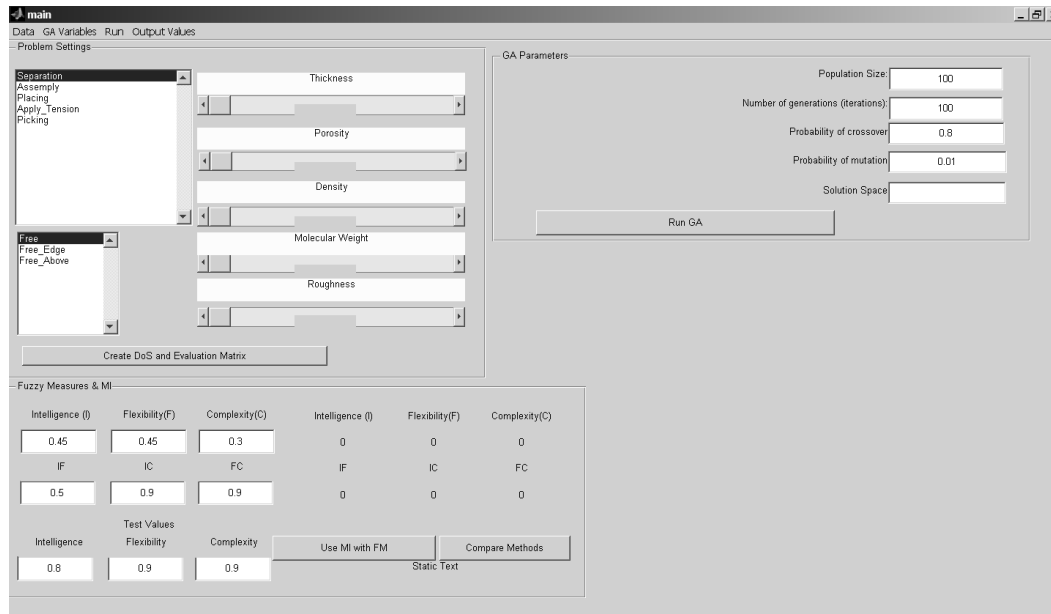 main
Data GA Variables Run Output Values
Problem Settings
Separation
Assemply
Placing
Apply_Tension
Picking
Thickness
Porosity
Density
Molecular Weight
Roughness
Free
Free_Edge
Free_Above
Create DoS and Evaluation Matrix
GA Parameters
Population Size: 100
Number of generations (iterations): 100
Probability of crossover 0.8
Probability of mutation 0.01
Solution Space
Run GA
Fuzzy Measures & MI
Intelligence (I) Flexibility(F) Complexity(C) Intelligence (I) Flexibility(F) Complexity(C)
0.45 0.45 0.3 0 0 0
IF IC FC IF IC FC
0.5 0.9 0.9 0 0 0
Test Values
Intelligence Flexibility Complexity
Use MI with FM Compare Methods
Static Text
0.8 0.9 0.9